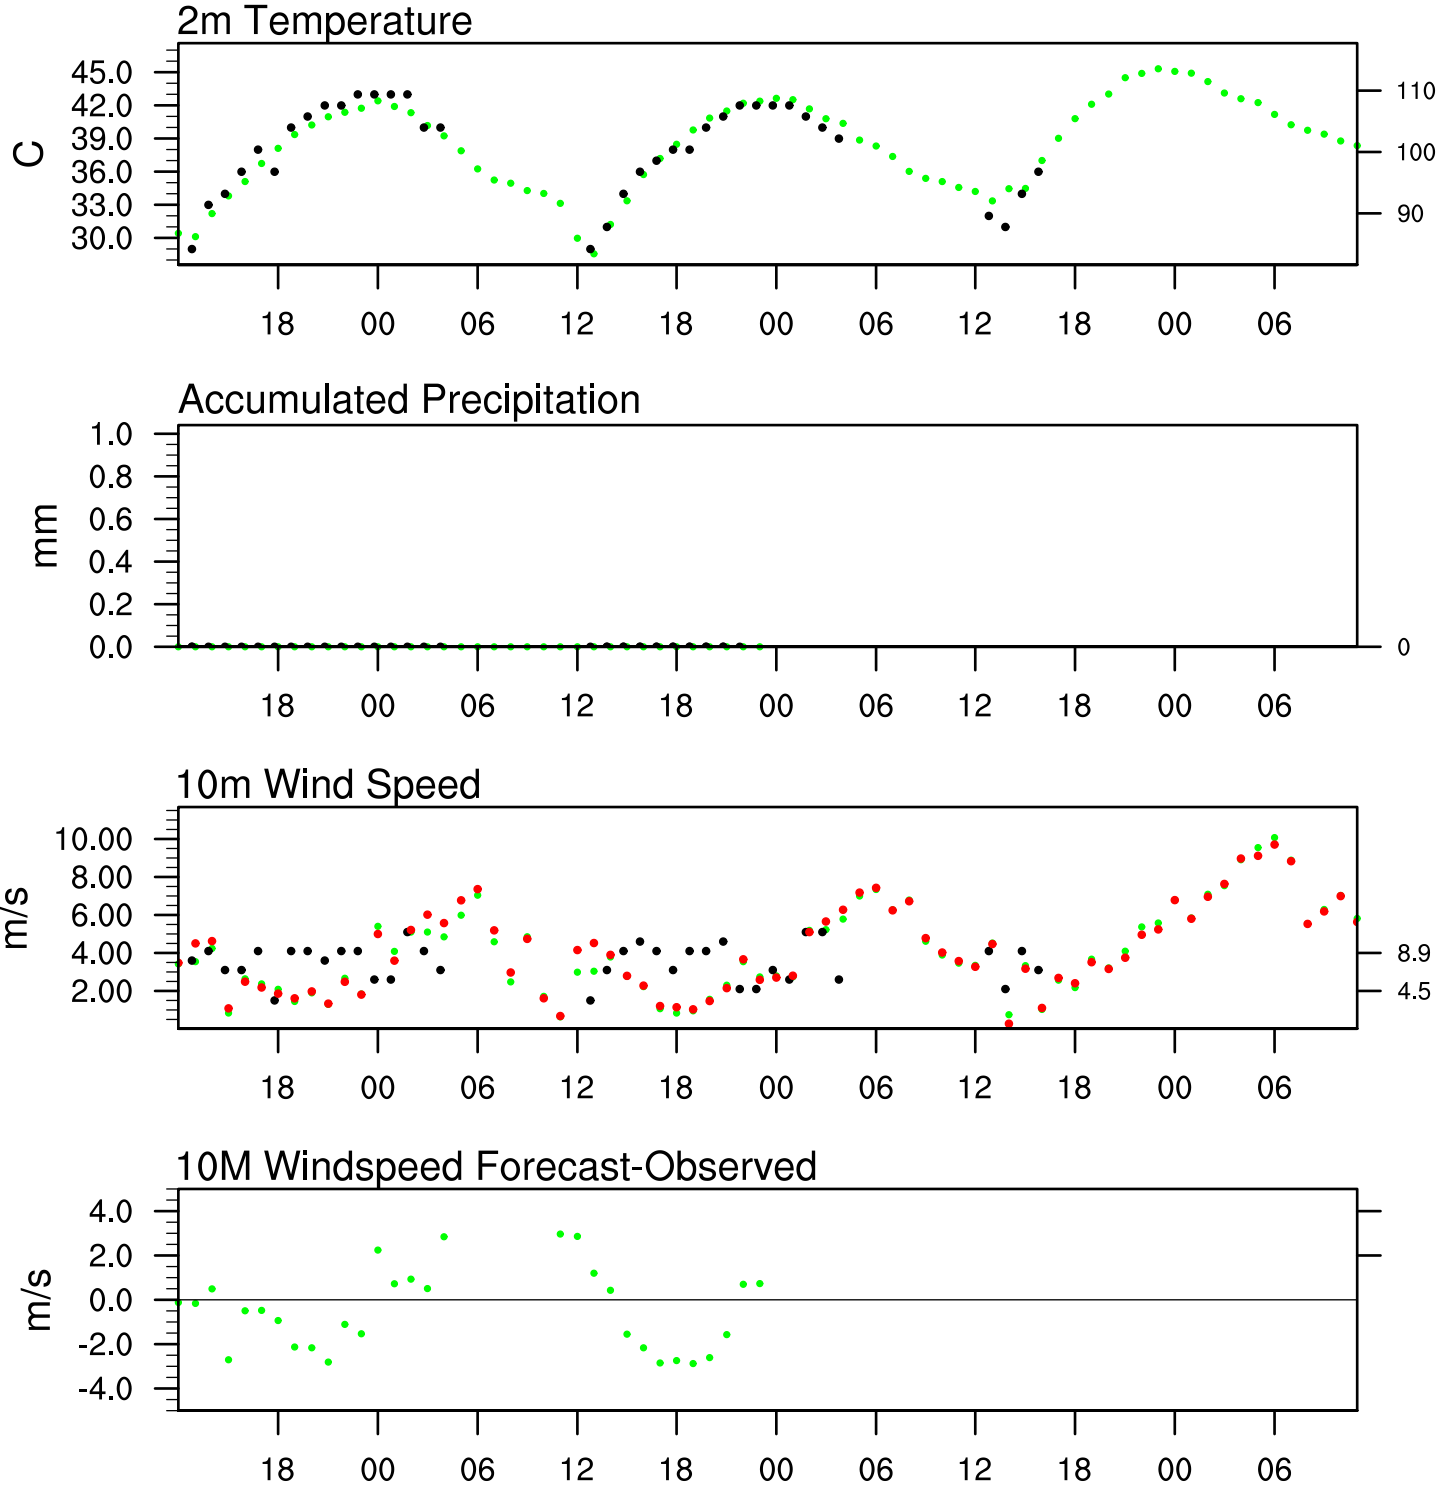 2m Temperature
45.0
42.0
39.0
36.0
33.0
30.0
C
110
100
90
18 00 06 12 18 00 06 12 18 00 06
Accumulated Precipitation
1.0
0.8
0.6
0.4
0.2
0.0
mm
0
18 00 06 12 18 00 06 12 18 00 06
10m Wind Speed
10.00
8.00
6.00
4.00
2.00
m/s
8.9
4.5
18 00 06 12 18 00 06 12 18 00 06
10M Windspeed Forecast-Observed
4.0
2.0
0.0
-2.0
-4.0
m/s
18 00 06 12 18 00 06 12 18 00 06